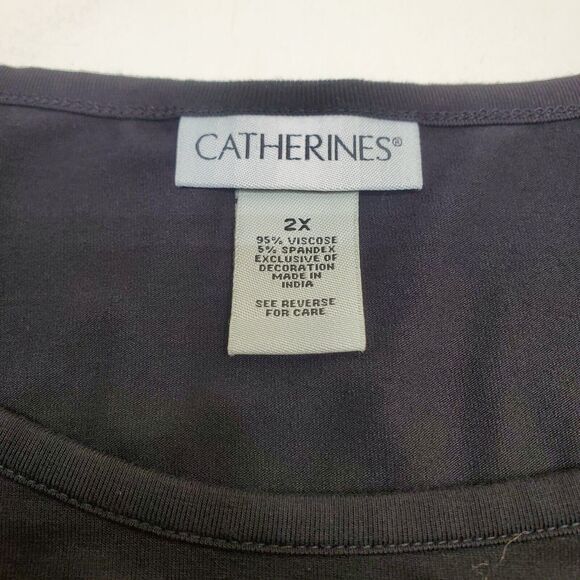 CATHERINES®
2X
95% VISCOSE
5% SPANDEX
EXCLUSIVE OF
DECORATION
MADE IN
INDIA
SEE REVERSE
FOR CARE